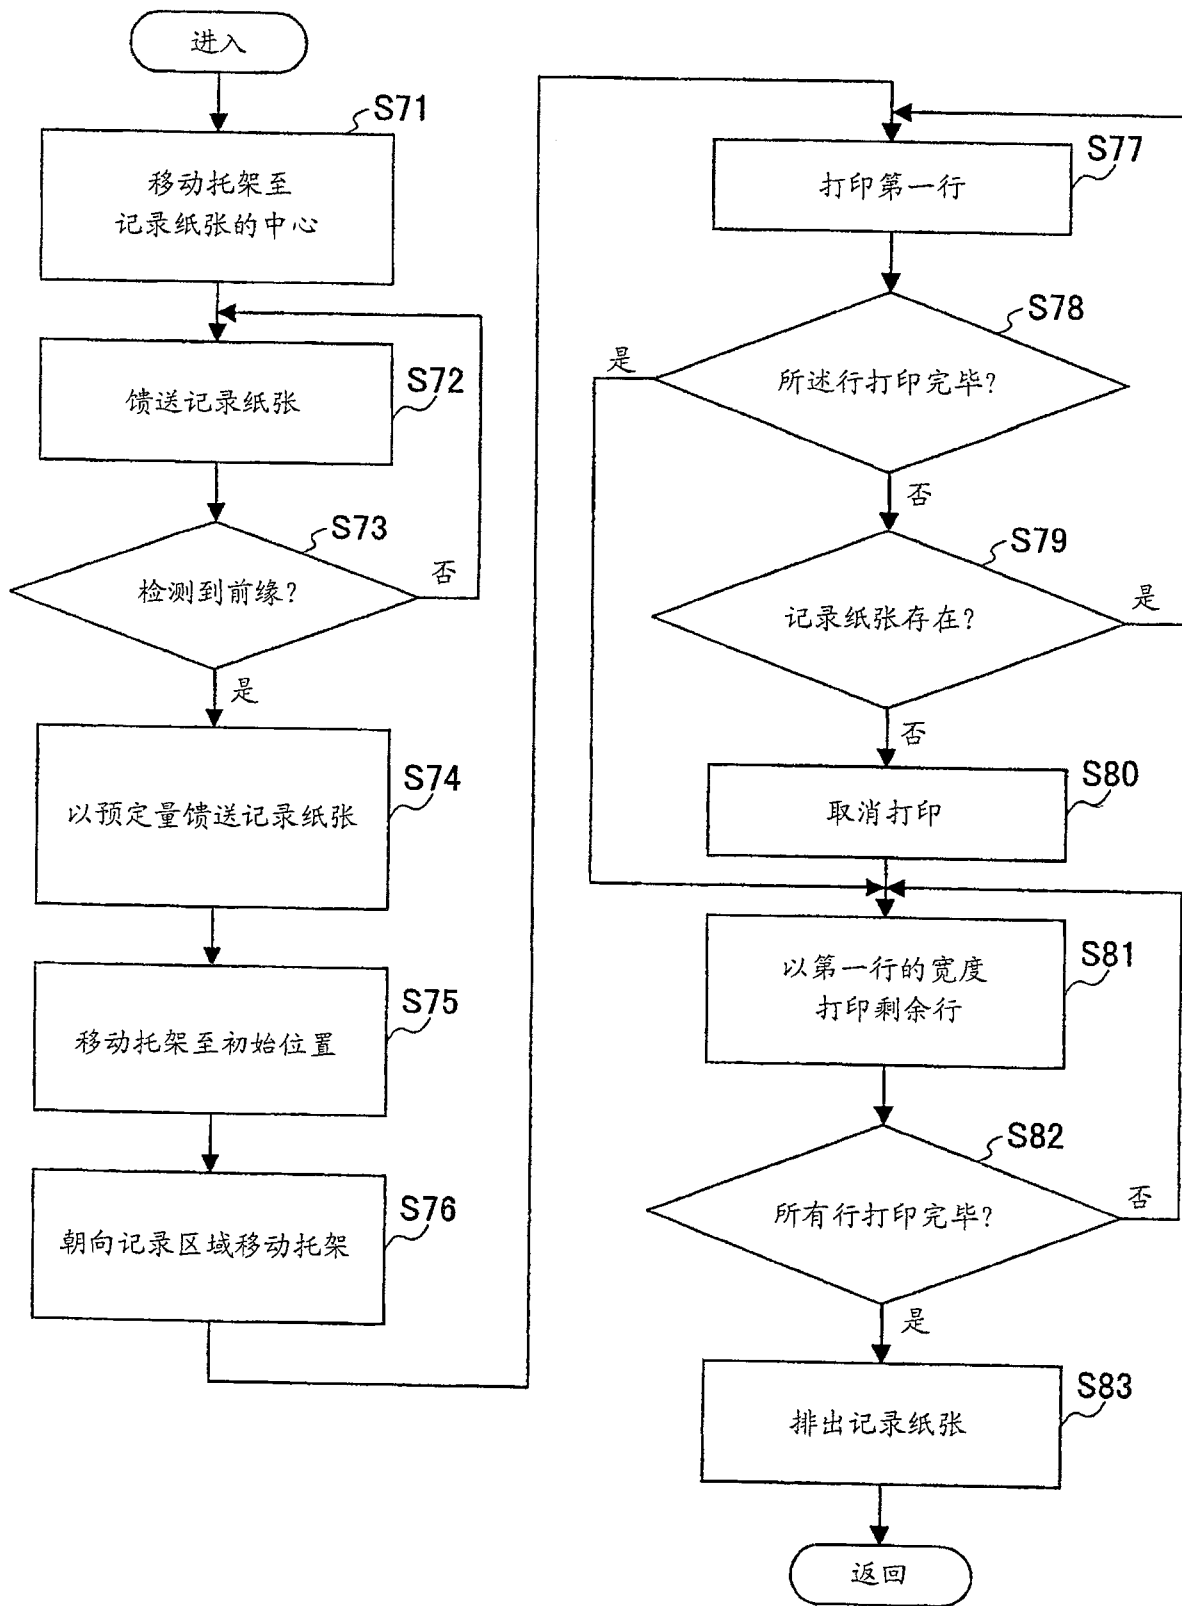 进入
S71
移动托架至
记录纸张的中心
S72
馈送记录纸张
S73
检测到前缘?
否
是
S74
以预定量馈送记录纸张
S75
移动托架至初始位置
S76
朝向记录区域移动托架
S77
打印第一行
S78
是
所述行打印完毕?
否
S79
记录纸张存在?
是
否
S80
取消打印
S81
以第一行的宽度
打印剩余行
S82
所有行打印完毕?
否
是
S83
排出记录纸张
返回